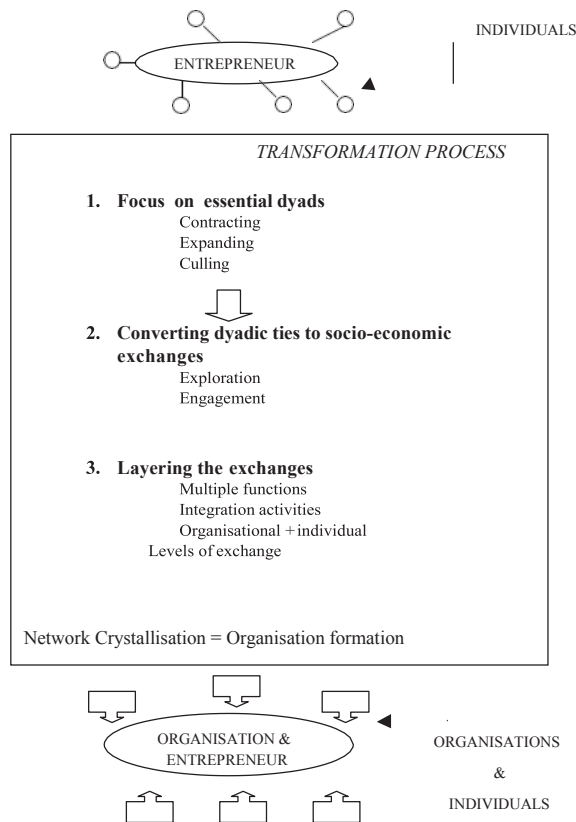 INDIVIDUALS
ENTREPRENEUR
TRANSFORMATION PROCESS
1. Focus on essential dyads
Contracting
Expanding
Culling
2. Converting dyadic ties to socio-economic
exchanges
Exploration
Engagement
3. Layering the exchanges
Multiple functions
Integration activities
Organisational + individual
Levels of exchange
Network Crystallisation = Organisation formation
ORGANISATION &
ENTREPRENEUR
ORGANISATIONS
&
INDIVIDUALS